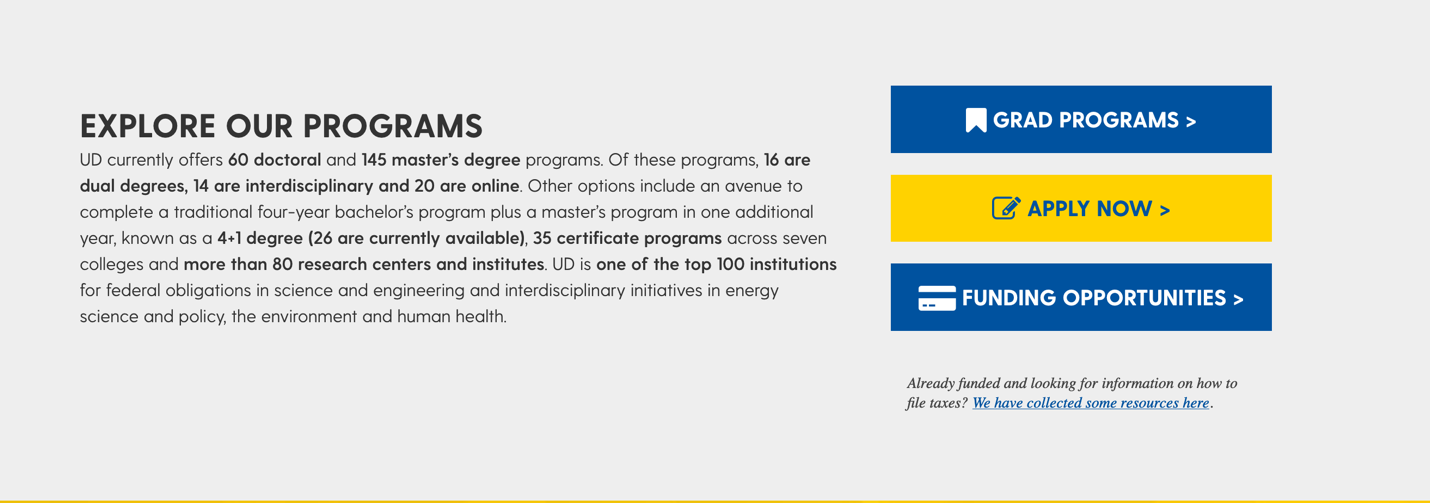 EXPLORE OUR PROGRAMS
UD currently offers 60 doctoral and 145 master's degree programs. Of these programs, 16 are
dual degrees, 14 are interdisciplinary and 20 are online. Other options include an avenue to
complete a traditional four-year bachelor's program plus a master's program in one additional
year, known as a 4+1 degree (26 are currently available), 35 certificate programs across seven
colleges and more than 80 research centers and institutes. UD is one of the top 100 institutions
for federal obligations in science and engineering and interdisciplinary initiatives in energy
science and policy, the environment and human health.
GRAD PROGRAMS >
APPLY NOW >
FUNDING OPPORTUNITIES >
Already funded and looking for information on how to
file taxes? We have collected some resources here.